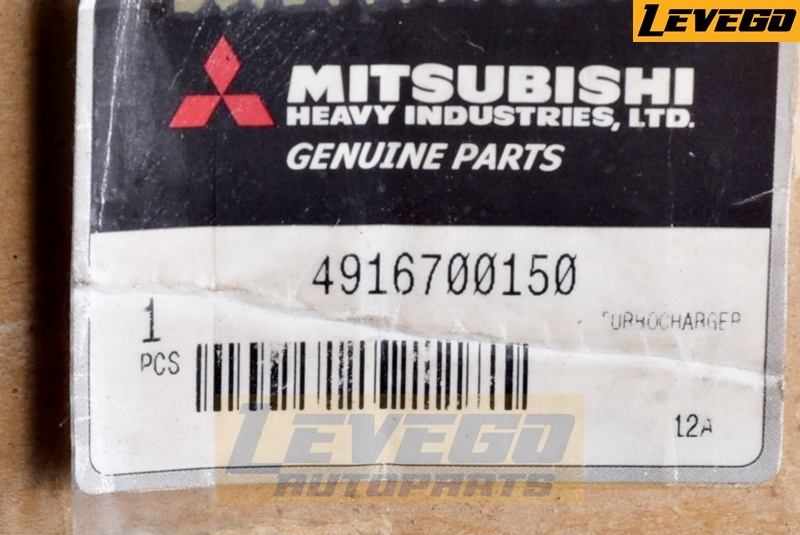 LEVEGO
MITSUBISHI
HEAVY INDUSTRIES, LTD.
GENUINE PARTS
4916700150
1
TURBOCHARGER
PCS
12A
LEVEGO
AUTOPARTS